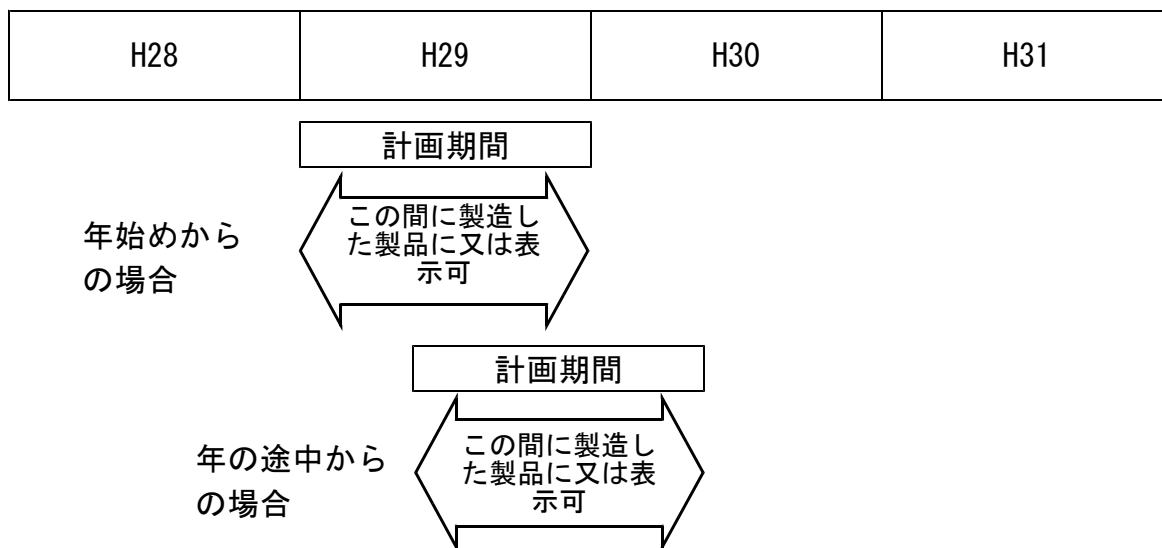 H28 H29 H30 H31
計画期間
年始めから
の場合
この間に製造し
た製品に又は表
示可
計画期間
年の途中から
の場合
この間に製造し
た製品に又は表
示可